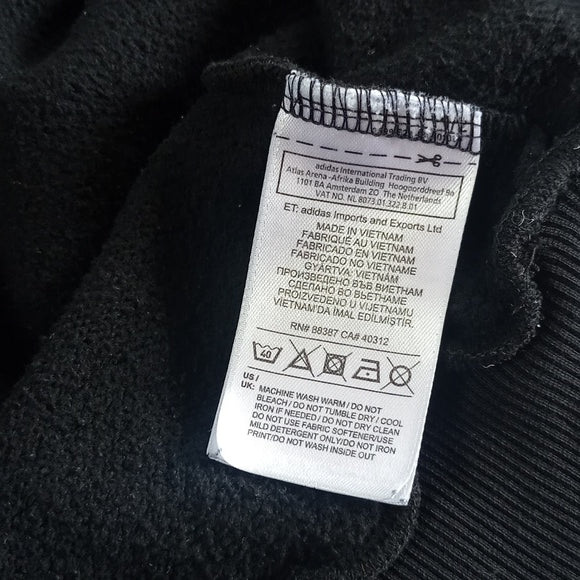 adidas International Trading BV
Atlas Arena -Afrika Building Hoogoorddreef 9a
1101 BA Amsterdam ZO The Netherlands
VAT NO. NL 8073.01.322.B.01
ET: adidas Imports and Exports Ltd
MADE IN VIETNAM
FABRIQUÉ AU VIETNAM
FABRICADO EN VIETNAM
FABRICADO NO VIETNAME
GYÁRTVA: VIETNÁM
ПРОИЗВЕДЕНО ВЪВ ВИЕТНАМ
СДЕЛАНО ВО ВЬЕТНАМЕ
PROIZVEDENO U VIJETNAMU
VIETNAM'DA İMAL EDİLMİŞTİR.
RN# 88387 CA# 40312
40
US /
UK: MACHINE WASH WARM / DO NOT
BLEACH / DO NOT TUMBLE DRY / COOL
IRON IF NEEDED / DO NOT DRY CLEAN
DO NOT USE FABRIC SOFTENER/USE
MILD DETERGENT ONLY/DO NOT IRON
PRINT/DO NOT WASH INSIDE OUT